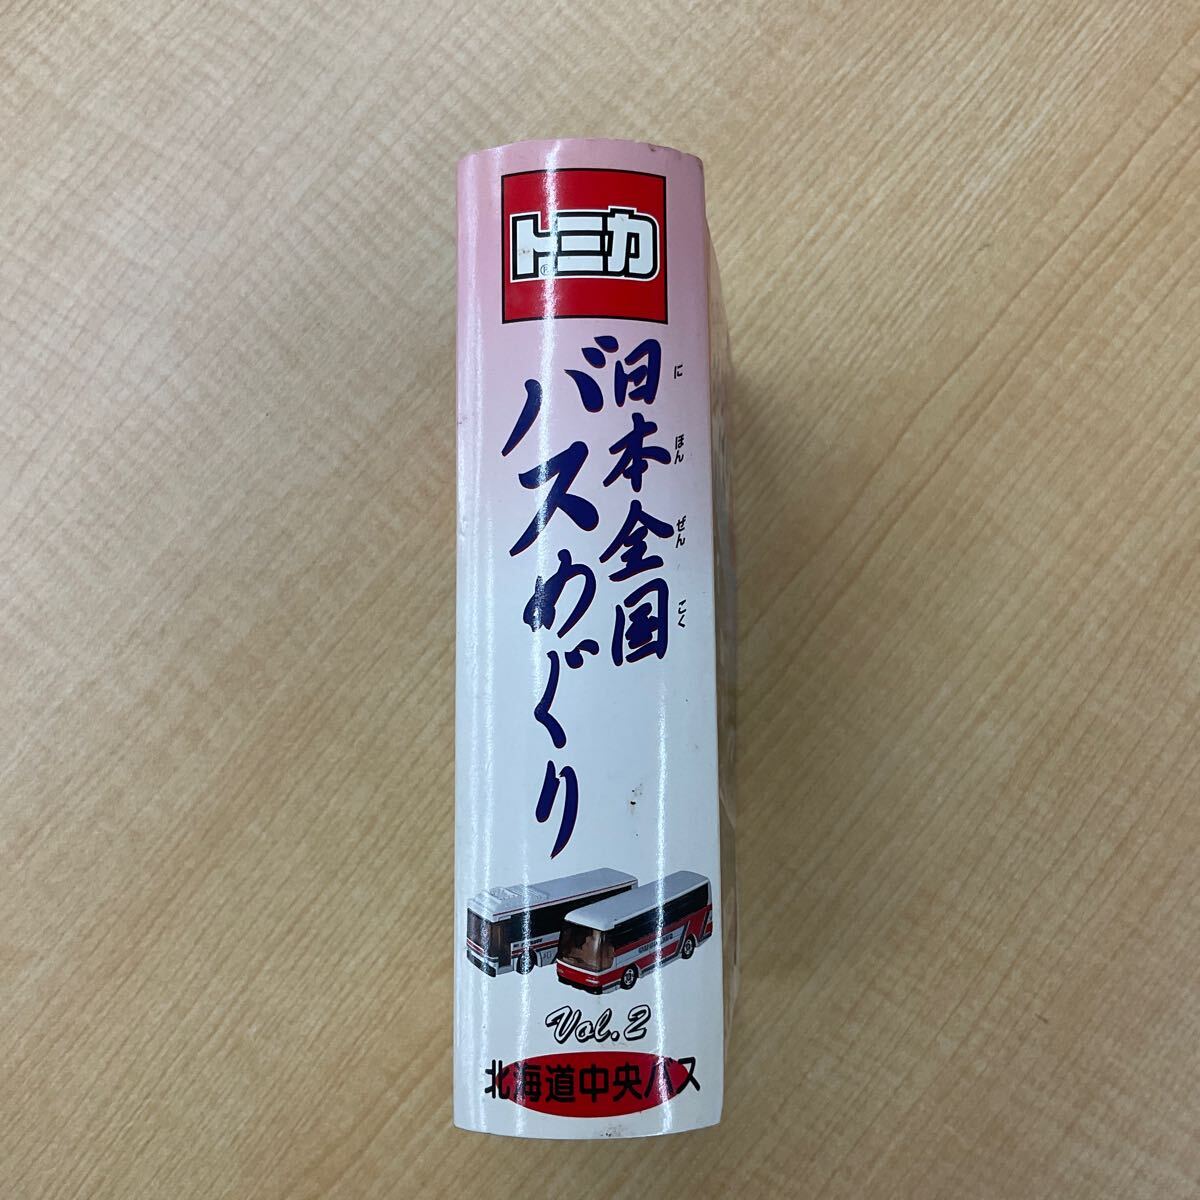 トミカ®
日本全国
にほんぜんこく
バスめぐり
Vol.2
北海道中央バス